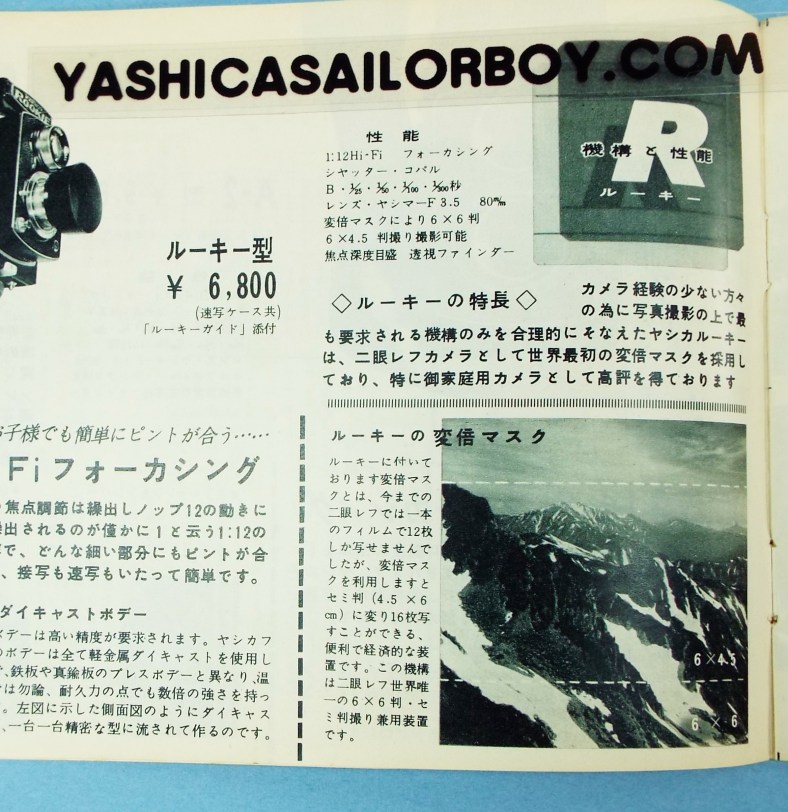 YASHICASAILORBOY.COM
ROOKIE
ルーキー型
¥ 6,800
(速写ケース共)
「ルーキーガイド」添付
性能
1:12Hi-Fi フォーカシング
シヤッター・コパル
B・1/25・1/50・1/100・1/300秒
レンズ・ヤシマーF 3.5 80㎜
変倍マスクにより6×6判
6×4.5 判撮り撮影可能
焦点深度目盛 透視ファインダー
R
機構と性能
ルーキー
◇ルーキーの特長◇
カメラ経験の少ない方々
の為に写真撮影の上で最
も要求される機構のみを合理的にそなえたヤシカルーキー
は、二眼レフカメラとして世界最初の変倍マスクを採用し
ており、特に御家庭用カメラとして高評を得ております
お子様でも簡単にピントが合う……
Fiフォーカシング
焦点調節は繰出しノップ12の動きに
出されるのが僅かに1と云う1:12の
で、どんな細い部分にもピントが合
、接写も速写もいたって簡単です。
ダイキャストボデー
ボデーは高い精度が要求されます。ヤシカフ
のボデーは全て軽金属ダイキャストを使用し
、鉄板や真鍮板のプレスボデーと異なり、温
は勿論、耐久力の点でも数倍の強さを持っ
。左図に示した側面図のようにダイキャス
、一台一台精密な型に流されて作るのです。
ルーキーの変倍マスク
ルーキーに付いて
おります変倍マス
クとは、今までの
二眼レフでは一本
のフィルムで12枚
しか写せませんで
したが、変倍マス
クを利用しますと
セミ判(4.5×6
cm)に変り16枚写
すことができる、
便利で経済的な装
置です。この機構
は二眼レフ世界唯
一の6×6判・セ
ミ判撮り兼用装置
です。
6×4.5
6×6